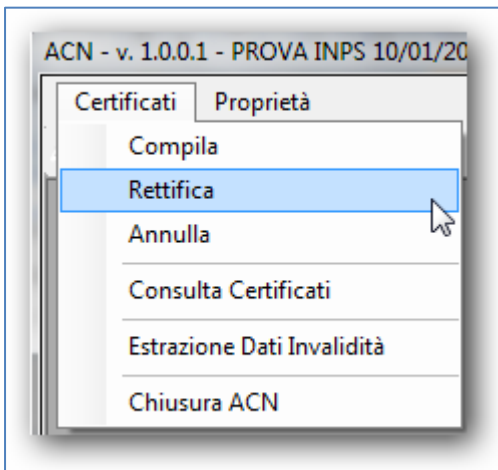 ACN - v. 1.0.0.1 - PROVA INPS 10/01/20
Certificati Proprietà
Compila
Rettifica
Annulla
Consulta Certificati
Estrazione Dati Invalidità
Chiusura ACN